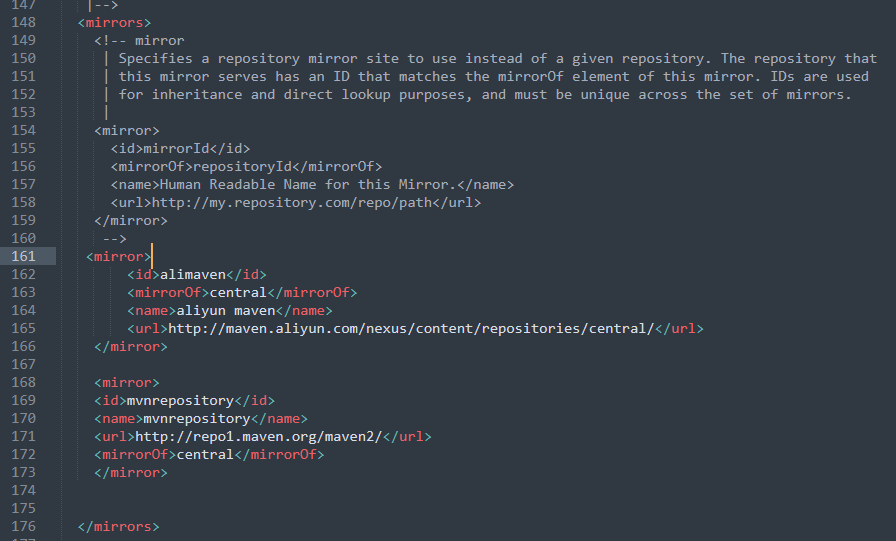 147 |-->
148 <mirrors>
149 <!-- mirror
150 | Specifies a repository mirror site to use instead of a given repository. The repository that
151 | this mirror serves has an ID that matches the mirrorOf element of this mirror. IDs are used
152 | for inheritance and direct lookup purposes, and must be unique across the set of mirrors.
153 |
154 <mirror>
155 <id>mirrorId</id>
156 <mirrorOf>repositoryId</mirrorOf>
157 <name>Human Readable Name for this Mirror.</name>
158 <url>http://my.repository.com/repo/path</url>
159 </mirror>
160 -->
161 <mirror>
162 <id>alimaven</id>
163 <mirrorOf>central</mirrorOf>
164 <name>aliyun maven</name>
165 <url>http://maven.aliyun.com/nexus/content/repositories/central/</url>
166 </mirror>
167
168 <mirror>
169 <id>mvnrepository</id>
170 <name>mvnrepository</name>
171 <url>http://repo1.maven.org/maven2/</url>
172 <mirrorOf>central</mirrorOf>
173 </mirror>
174
175
176 </mirrors>
177